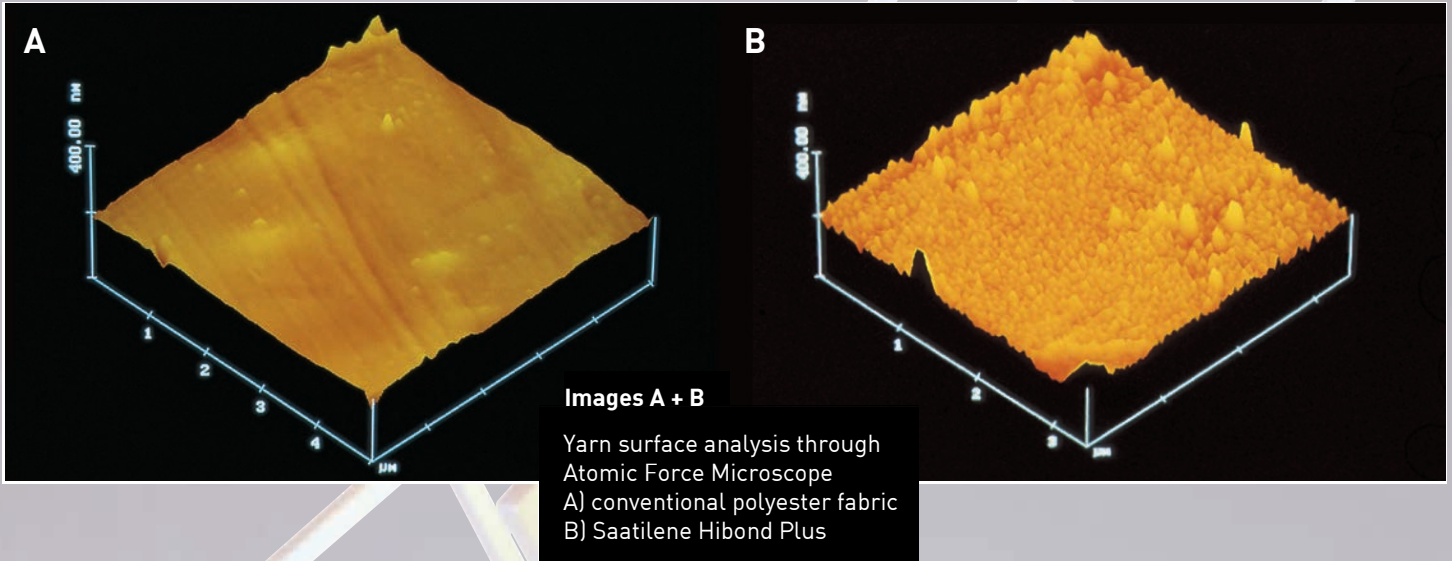 A
400.00 nM
1
2
3
4
µM
B
400.00 nM
1
2
3
µM
Images A + B
Yarn surface analysis through
Atomic Force Microscope
A) conventional polyester fabric
B) Saatilene Hibond Plus